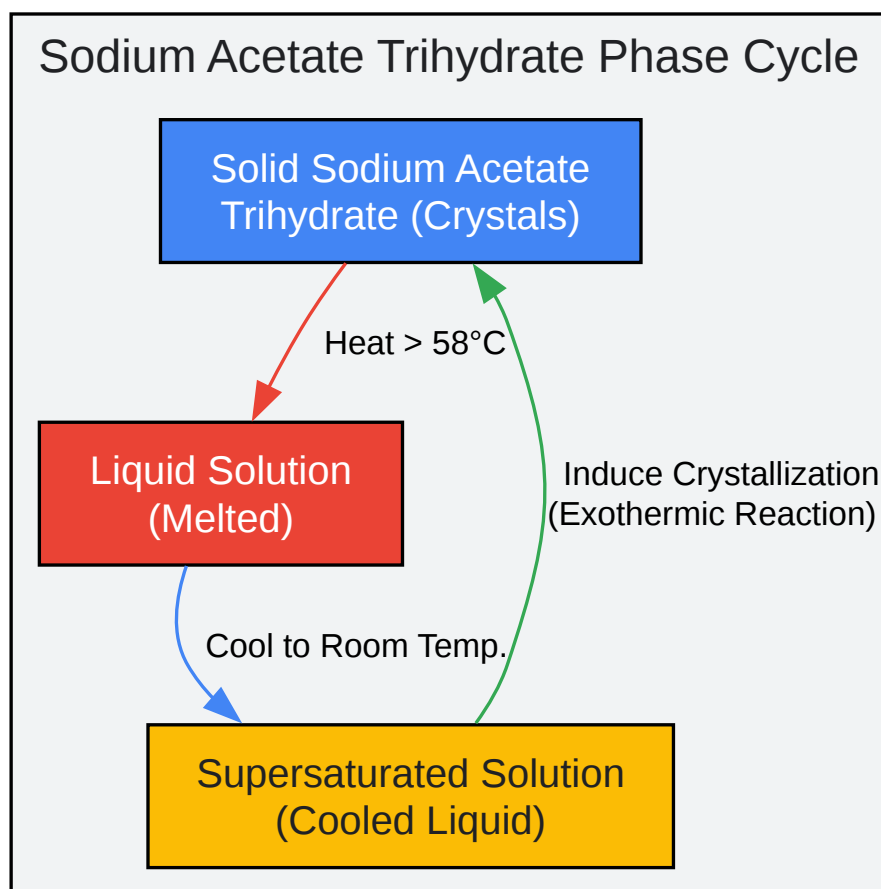 Sodium Acetate Trihydrate Phase Cycle
Solid Sodium Acetate
Trihydrate (Crystals)
Heat > 58°C
Liquid Solution
(Melted)
Induce Crystallization
(Exothermic Reaction)
Cool to Room Temp.
Supersaturated Solution
(Cooled Liquid)